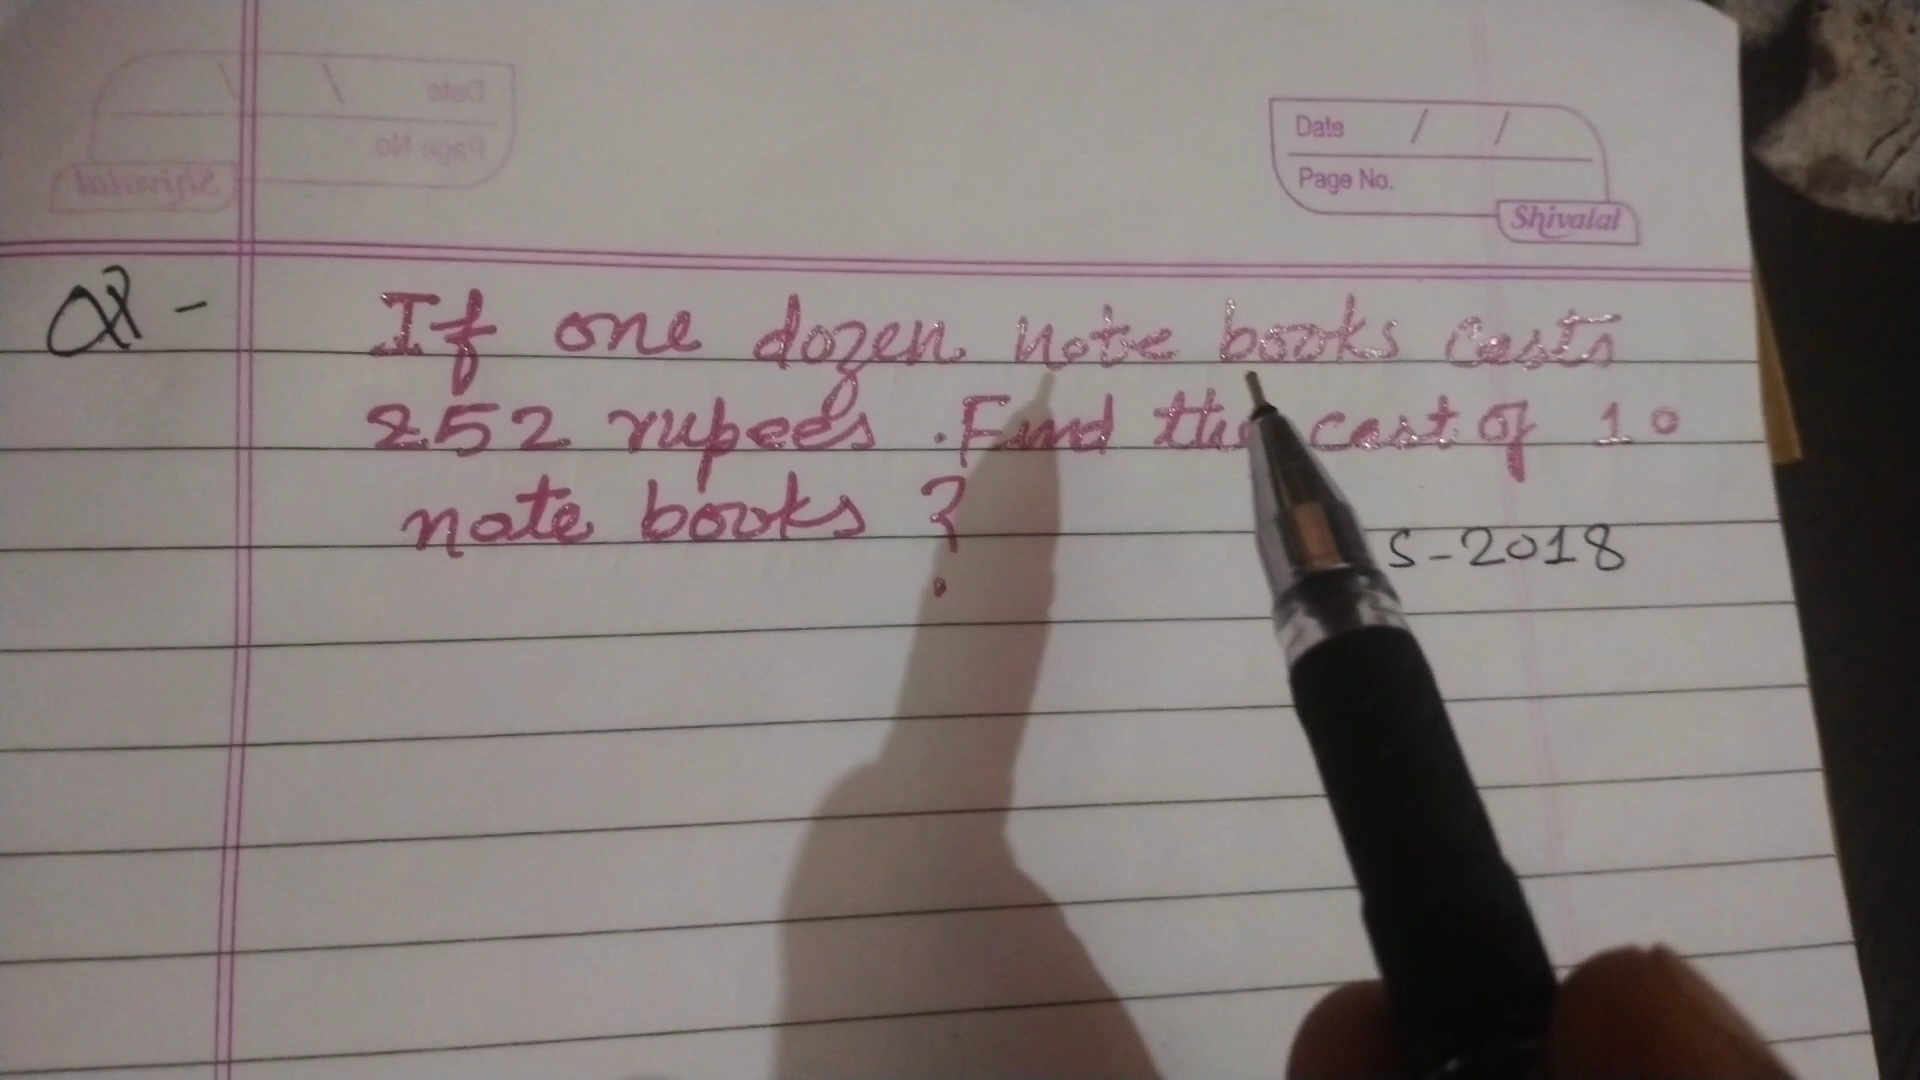 Date / /
Page No.
Shivalal
Q - If one dozen note books costs
252 rupees. Find the cost of 10
note books ?
S-2018